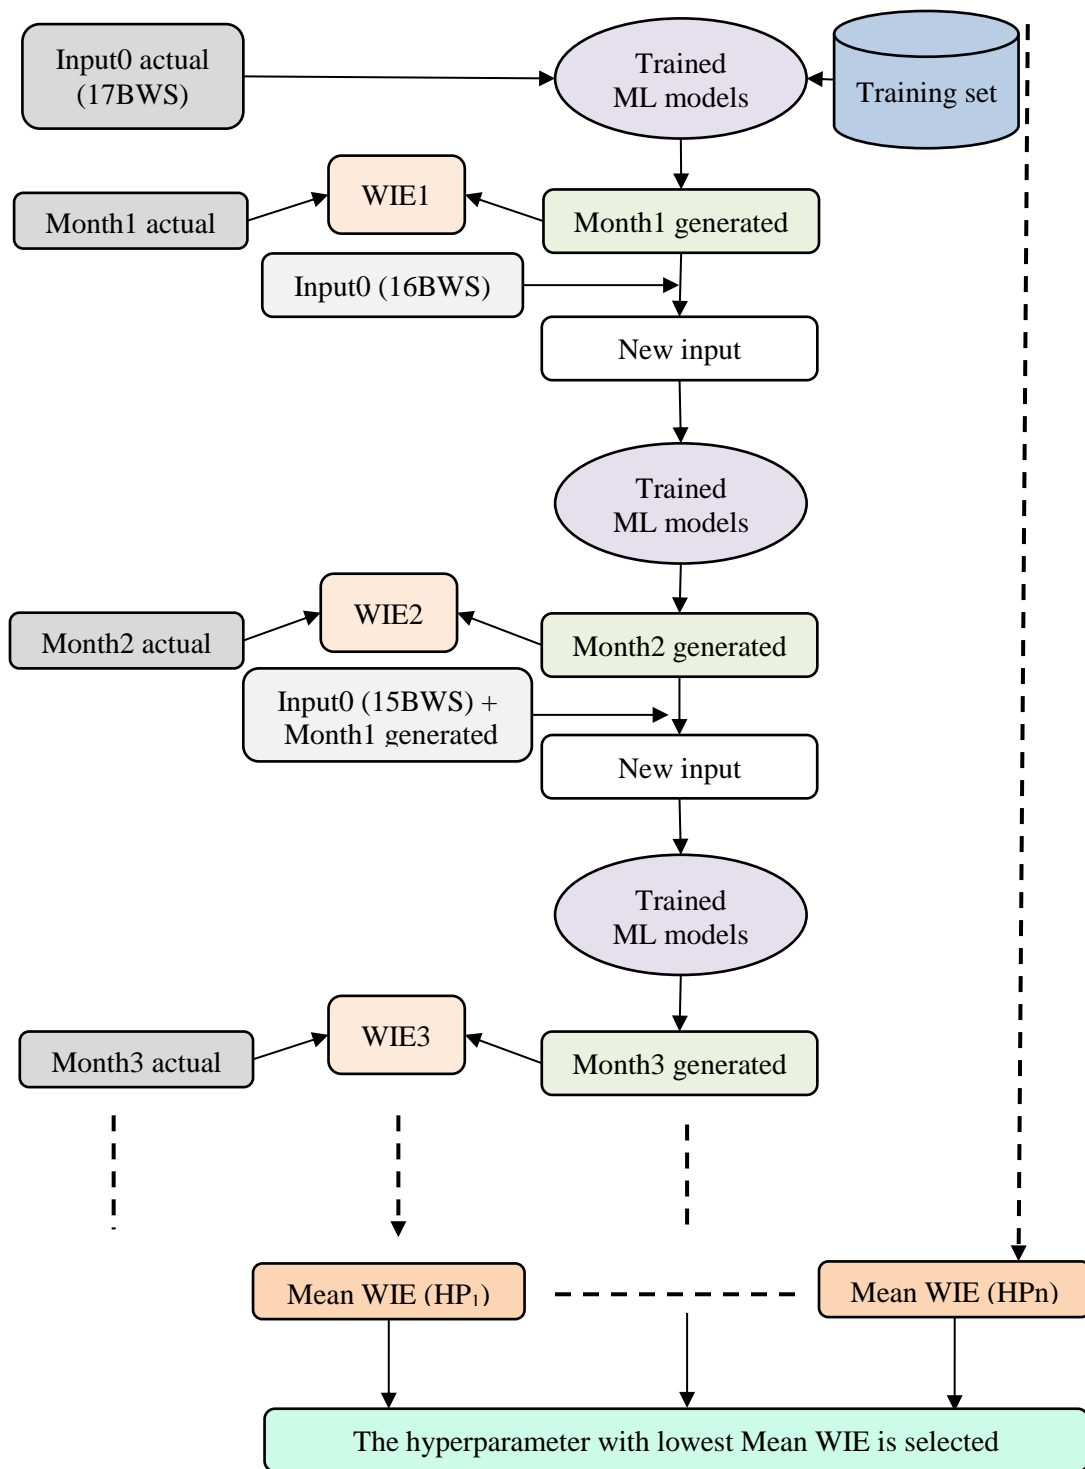 Input0 actual
(17BWS)
Trained
ML models
Training set
WIE1
Month1 actual
Month1 generated
Input0 (16BWS)
New input
Trained
ML models
WIE2
Month2 actual
Month2 generated
Input0 (15BWS) +
Month1 generated
New input
Trained
ML models
WIE3
Month3 actual
Month3 generated
Mean WIE (HP₁)
Mean WIE (HPn)
The hyperparameter with lowest Mean WIE is selected